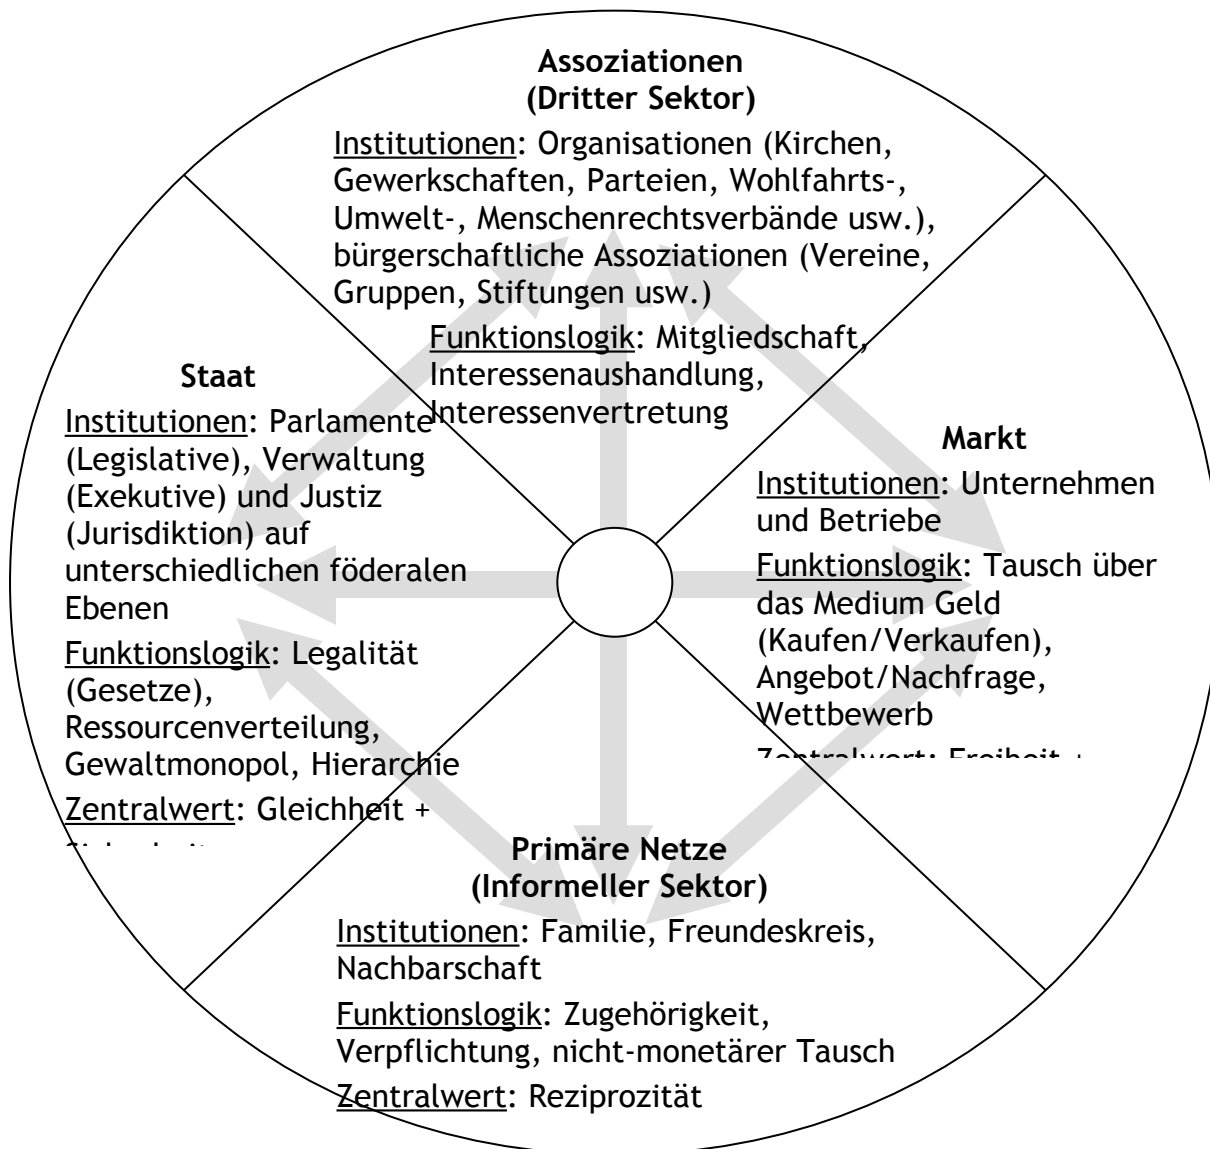 Assoziationen
(Dritter Sektor)
Institutionen: Organisationen (Kirchen,
Gewerkschaften, Parteien, Wohlfahrts-,
Umwelt-, Menschenrechtsverbände usw.),
bürgerschaftliche Assoziationen (Vereine,
Gruppen, Stiftungen usw.)
Funktionslogik: Mitgliedschaft,
Interessenaushandlung,
Interessenvertretung
Staat
Institutionen: Parlamente
(Legislative), Verwaltung
(Exekutive) und Justiz
(Jurisdiktion) auf
unterschiedlichen föderalen
Ebenen
Funktionslogik: Legalität
(Gesetze),
Ressourcenverteilung,
Gewaltmonopol, Hierarchie
Zentralwert: Gleichheit +
Markt
Institutionen: Unternehmen
und Betriebe
Funktionslogik: Tausch über
das Medium Geld
(Kaufen/Verkaufen),
Angebot/Nachfrage,
Wettbewerb
Zentralwert: Freiheit +
Primäre Netze
(Informeller Sektor)
Institutionen: Familie, Freundeskreis,
Nachbarschaft
Funktionslogik: Zugehörigkeit,
Verpflichtung, nicht-monetärer Tausch
Zentralwert: Reziprozität